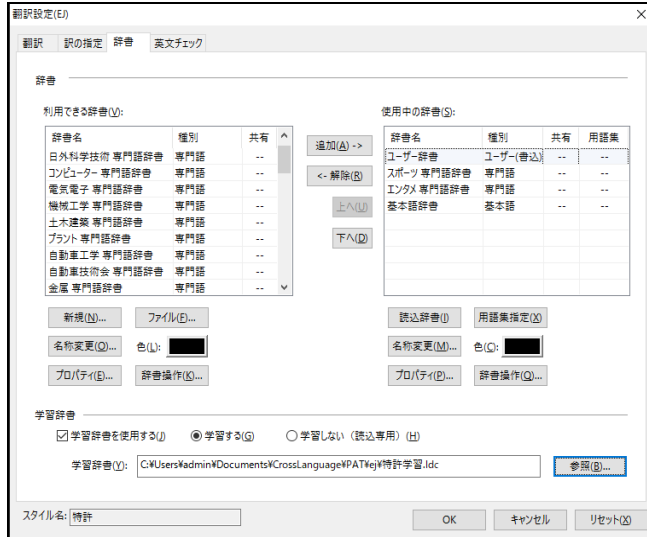 翻訳設定(EJ)
翻訳 訳の指定 辞書 英文チェック
辞書
利用できる辞書(V): 使用中の辞書(S):
辞書名 種別 共有 辞書名 種別 共有 用語集
日外科学技術 専門語辞書 専門語 -- 追加(A) -> ユーザー辞書 ユーザー(書込) -- --
コンピューター 専門語辞書 専門語 -- <- 解除(R) スポーツ 専門語辞書 専門語 -- --
電気電子 専門語辞書 専門語 -- エンタメ 専門語辞書 専門語 -- --
機械工学 専門語辞書 専門語 -- 上へ(U) 基本語辞書 基本語 -- --
土木建築 専門語辞書 専門語 --
プラント 専門語辞書 専門語 -- 下へ(D)
自動車工学 専門語辞書 専門語 --
自動車技術会 専門語辞書 専門語 --
金属 専門語辞書 専門語 --
新規(N)... ファイル(F)... 読込辞書(I) 用語集指定(X)
名称変更(O)... 色(L): 名称変更(M)... 色(C):
プロパティ(E)... 辞書操作(K)... プロパティ(P)... 辞書操作(Q)...
学習辞書
学習辞書を使用する(J) 学習する(G) 学習しない（読込専用）(H)
学習辞書(Y): C:¥Users¥admin¥Documents¥CrossLanguage¥PAT¥ej¥特許学習.ldc 参照(B)...
スタイル名: 特許 OK キャンセル リセット(X)